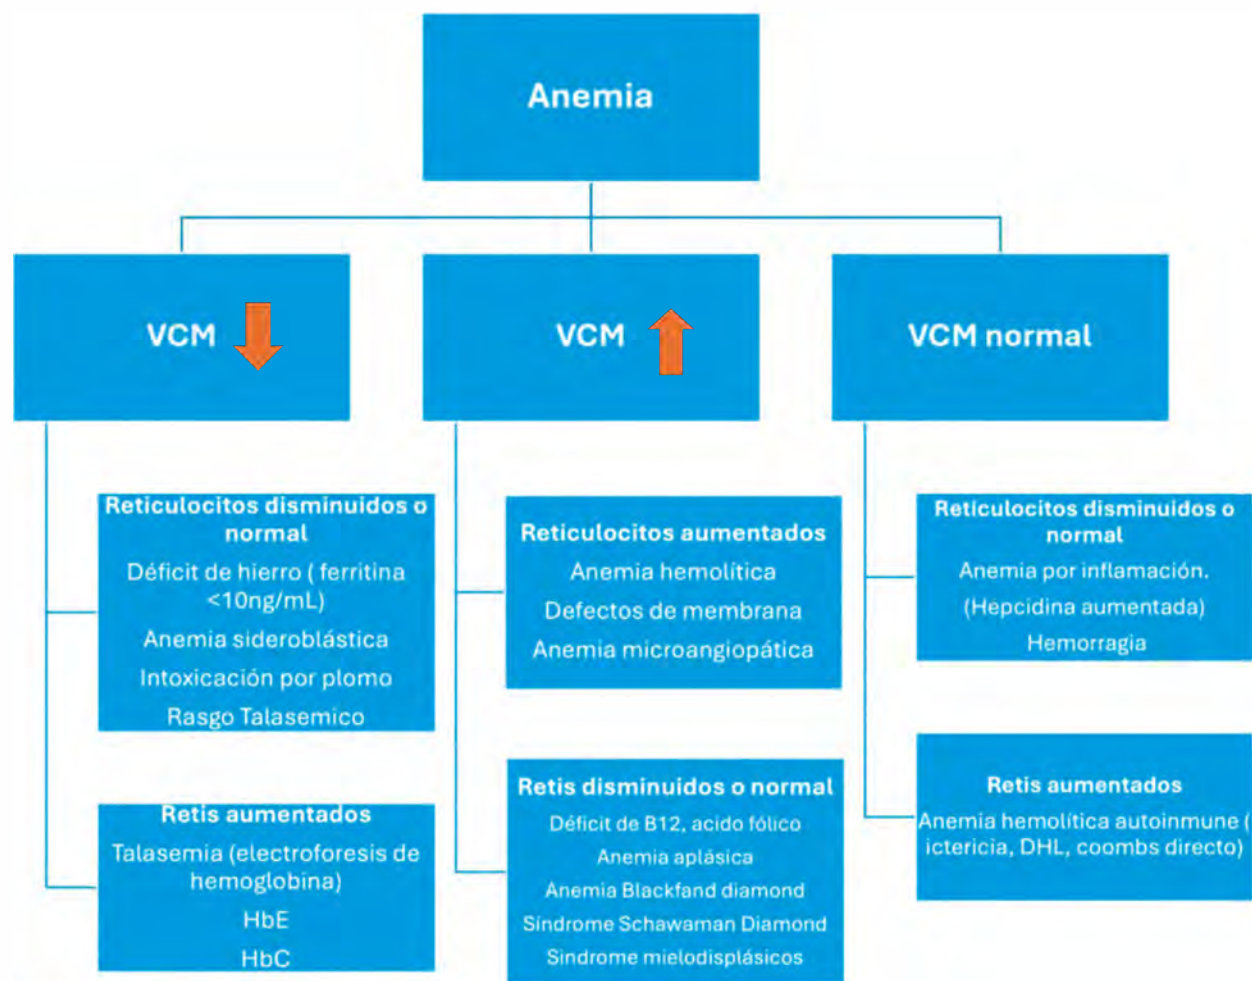 Anemia
VCM
VCM
VCM normal
Reticulocitos disminuidos o
normal
Déficit de hierro ( ferritina
<10ng/mL)
Anemia sideroblástica
Intoxicación por plomo
Rasgo Talasemico
Retis aumentados
Talasemia (electroforesis de
hemoglobina)
HbE
HbC
Reticulocitos aumentados
Anemia hemolítica
Defectos de membrana
Anemia microangiopática
Retis disminuidos o normal
Déficit de B12, acido fólico
Anemia aplásica
Anemia Blackfand diamond
Síndrome Schawaman Diamond
Sindrome mielodisplásicos
Reticulocitos disminuidos o
normal
Anemia por inflamación.
(Hepcidina aumentada)
Hemorragia
Retis aumentados
Anemia hemolítica autoinmune (
ictericia, DHL, coombs directo)